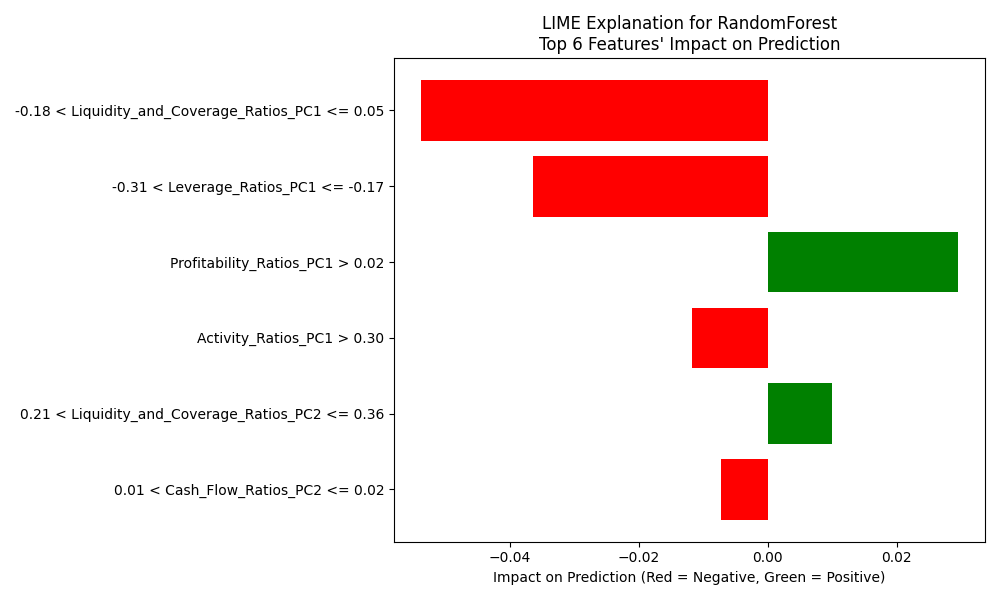 LIME Explanation for RandomForest
Top 6 Features' Impact on Prediction
-0.18 < Liquidity_and_Coverage_Ratios_PC1 <= 0.05
-0.31 < Leverage_Ratios_PC1 <= -0.17
Profitability_Ratios_PC1 > 0.02
Activity_Ratios_PC1 > 0.30
0.21 < Liquidity_and_Coverage_Ratios_PC2 <= 0.36
0.01 < Cash_Flow_Ratios_PC2 <= 0.02
−0.04 −0.02 0.00 0.02
Impact on Prediction (Red = Negative, Green = Positive)